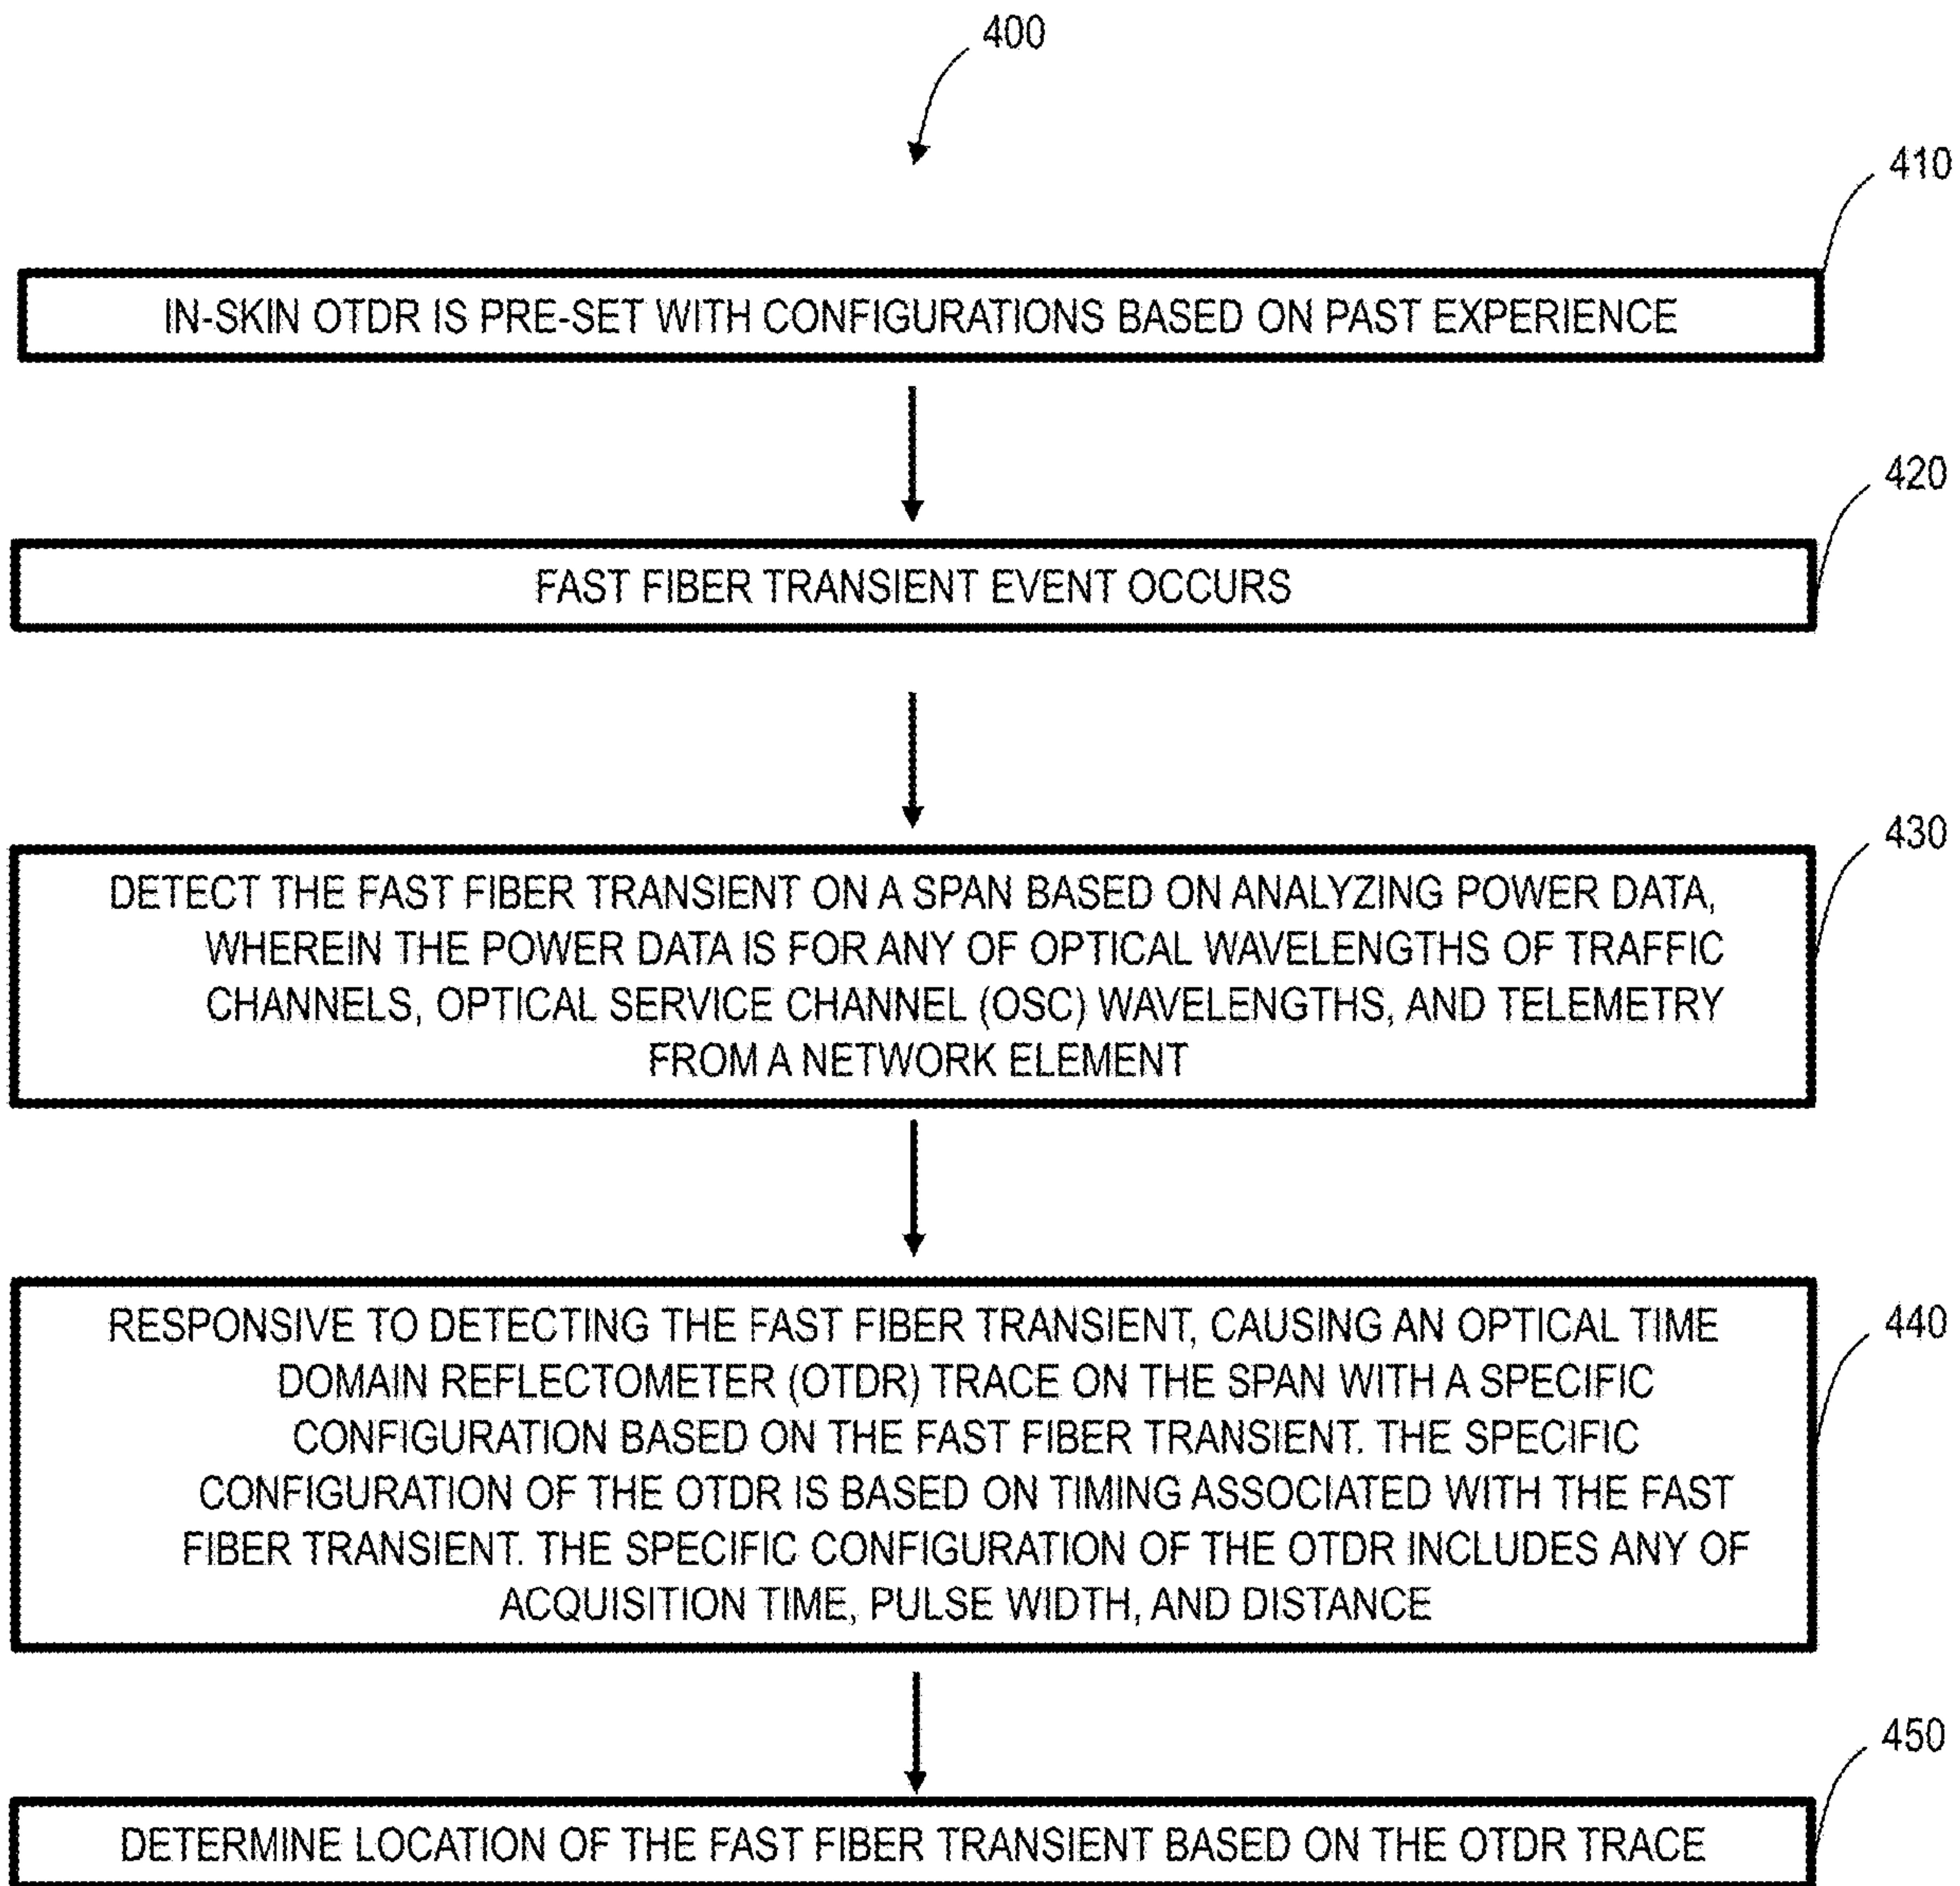 400
410
IN-SKIN OTDR IS PRE-SET WITH CONFIGURATIONS BASED ON PAST EXPERIENCE
420
FAST FIBER TRANSIENT EVENT OCCURS
430
DETECT THE FAST FIBER TRANSIENT ON A SPAN BASED ON ANALYZING POWER DATA,
WHEREIN THE POWER DATA IS FOR ANY OF OPTICAL WAVELENGTHS OF TRAFFIC
CHANNELS, OPTICAL SERVICE CHANNEL (OSC) WAVELENGTHS, AND TELEMETRY
FROM A NETWORK ELEMENT
440
RESPONSIVE TO DETECTING THE FAST FIBER TRANSIENT, CAUSING AN OPTICAL TIME
DOMAIN REFLECTOMETER (OTDR) TRACE ON THE SPAN WITH A SPECIFIC
CONFIGURATION BASED ON THE FAST FIBER TRANSIENT. THE SPECIFIC
CONFIGURATION OF THE OTDR IS BASED ON TIMING ASSOCIATED WITH THE FAST
FIBER TRANSIENT. THE SPECIFIC CONFIGURATION OF THE OTDR INCLUDES ANY OF
ACQUISITION TIME, PULSE WIDTH, AND DISTANCE
450
DETERMINE LOCATION OF THE FAST FIBER TRANSIENT BASED ON THE OTDR TRACE